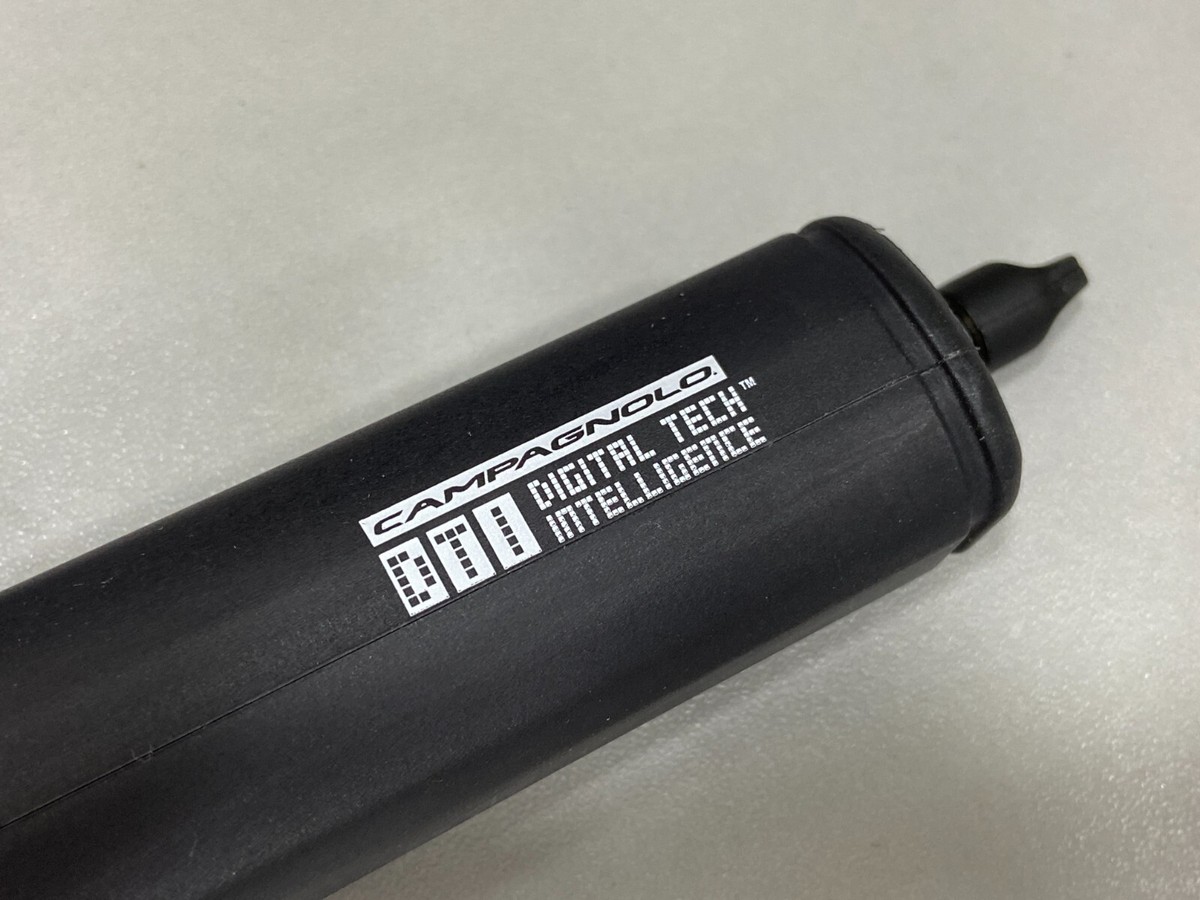 CAMPAGNOLO.
DTI
DIGITAL TECH™
INTELLIGENCE